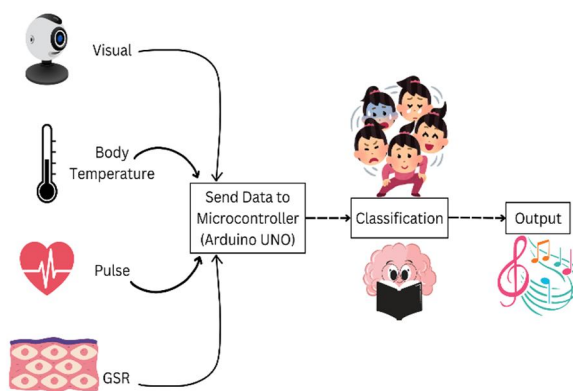 Visual
Body
Temperature
Pulse
GSR
Send Data to
Microcontroller
(Arduino UNO)
Classification
Output